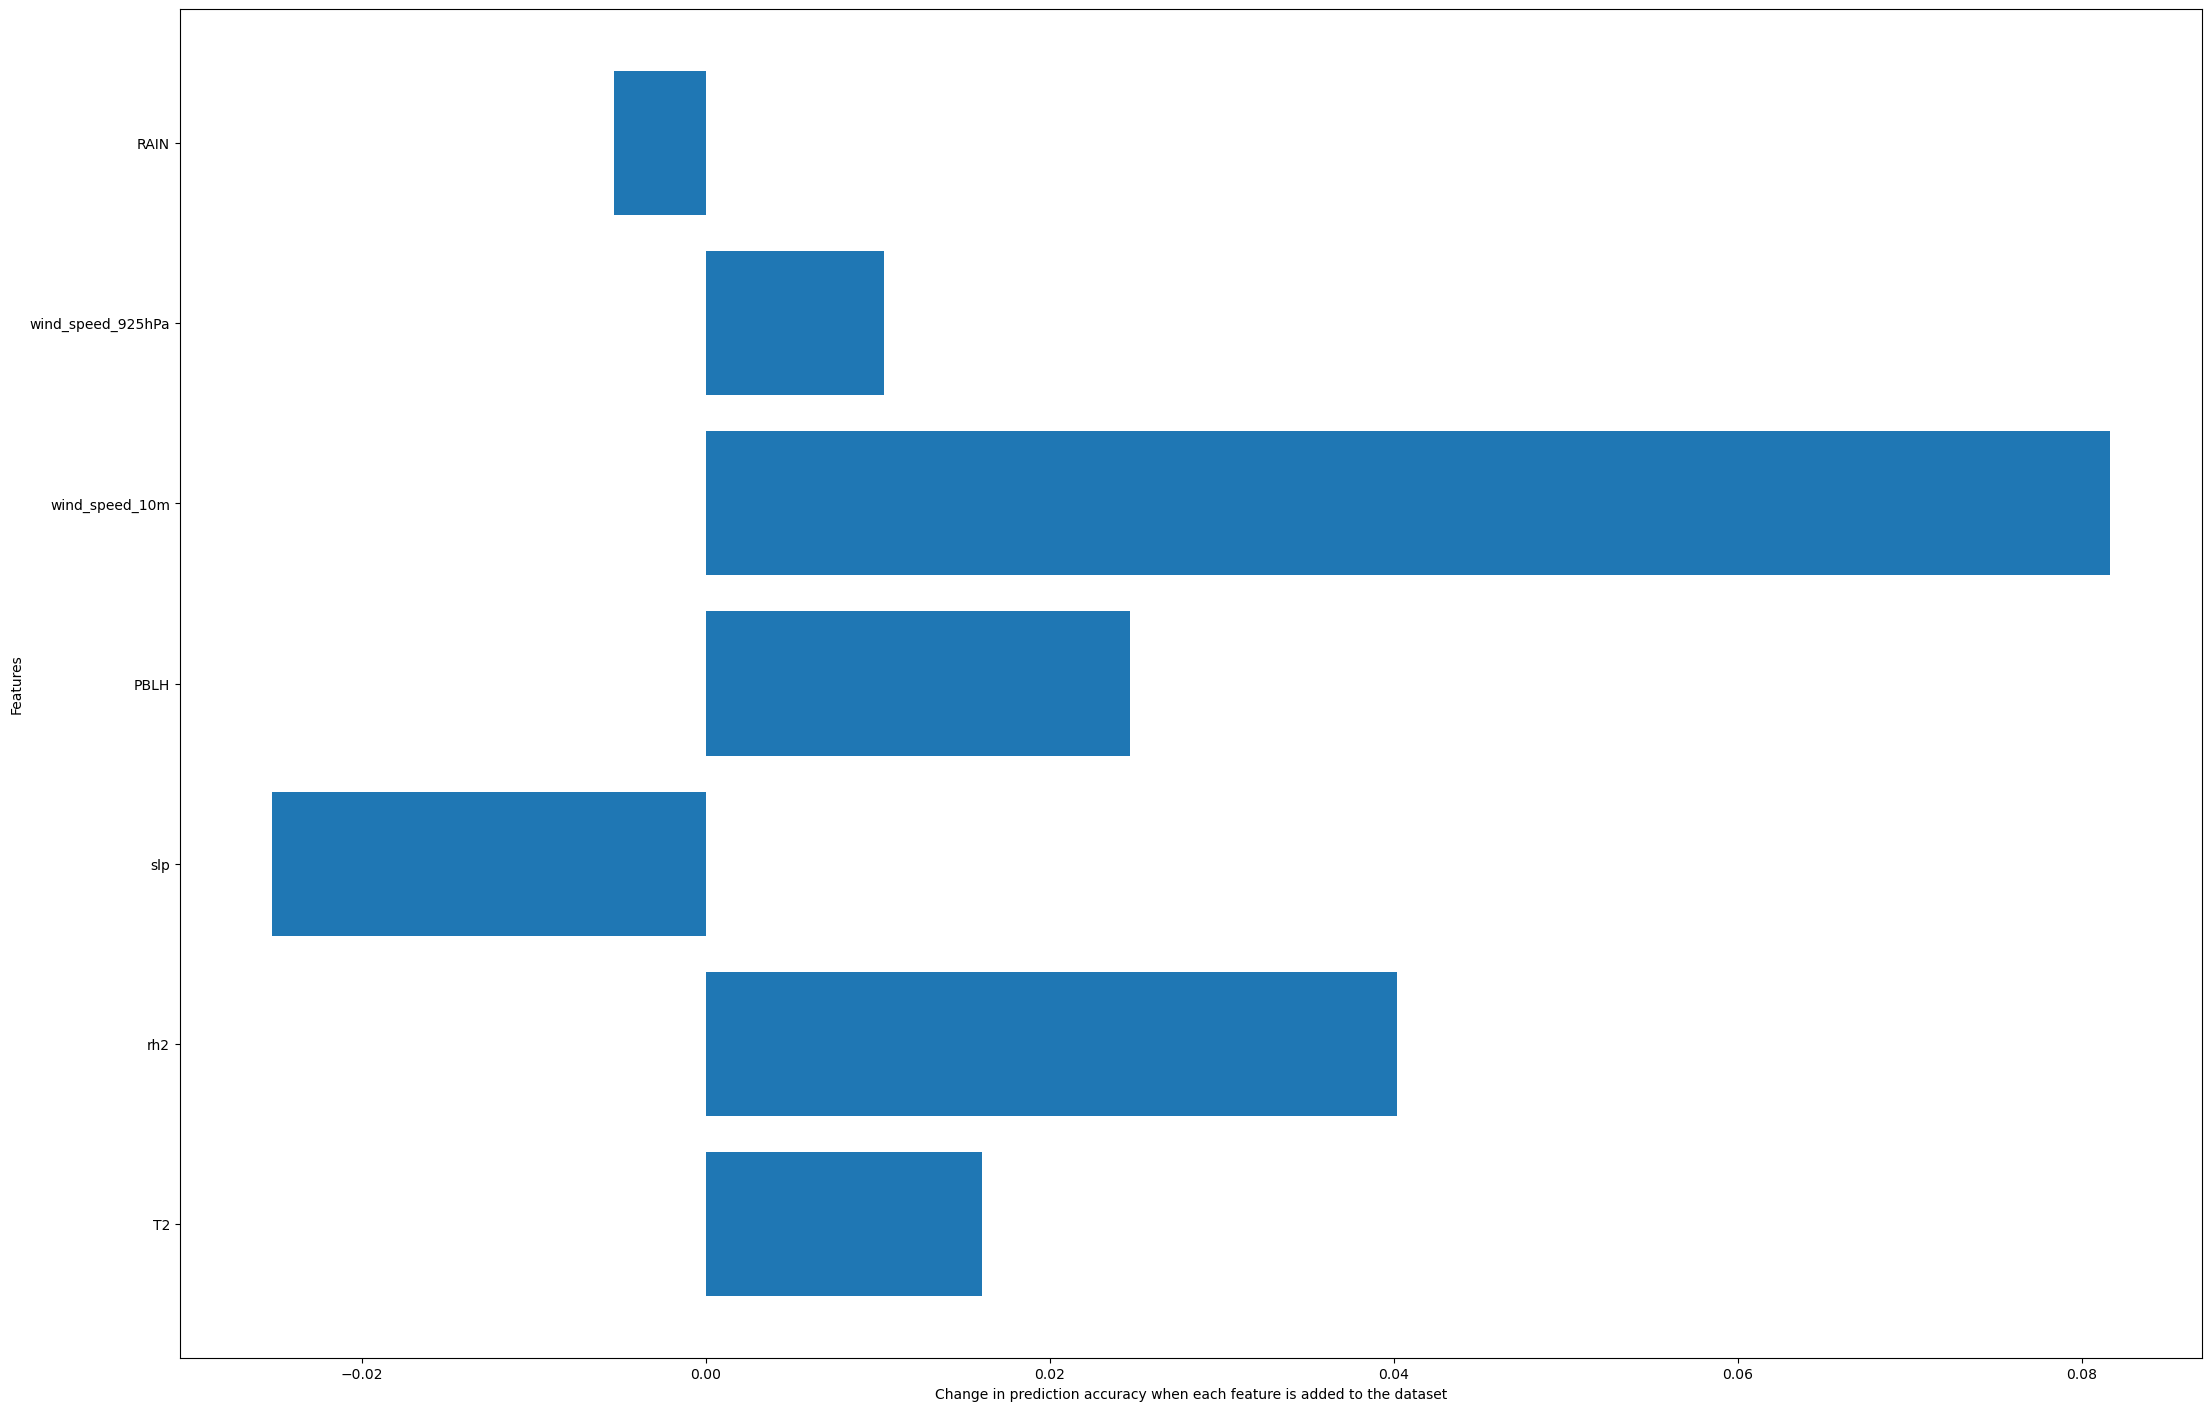 RAIN
wind_speed_925hPa
wind_speed_10m
PBLH
slp
rh2
T2
Features
−0.02 0.00 0.02 0.04 0.06 0.08
Change in prediction accuracy when each feature is added to the dataset